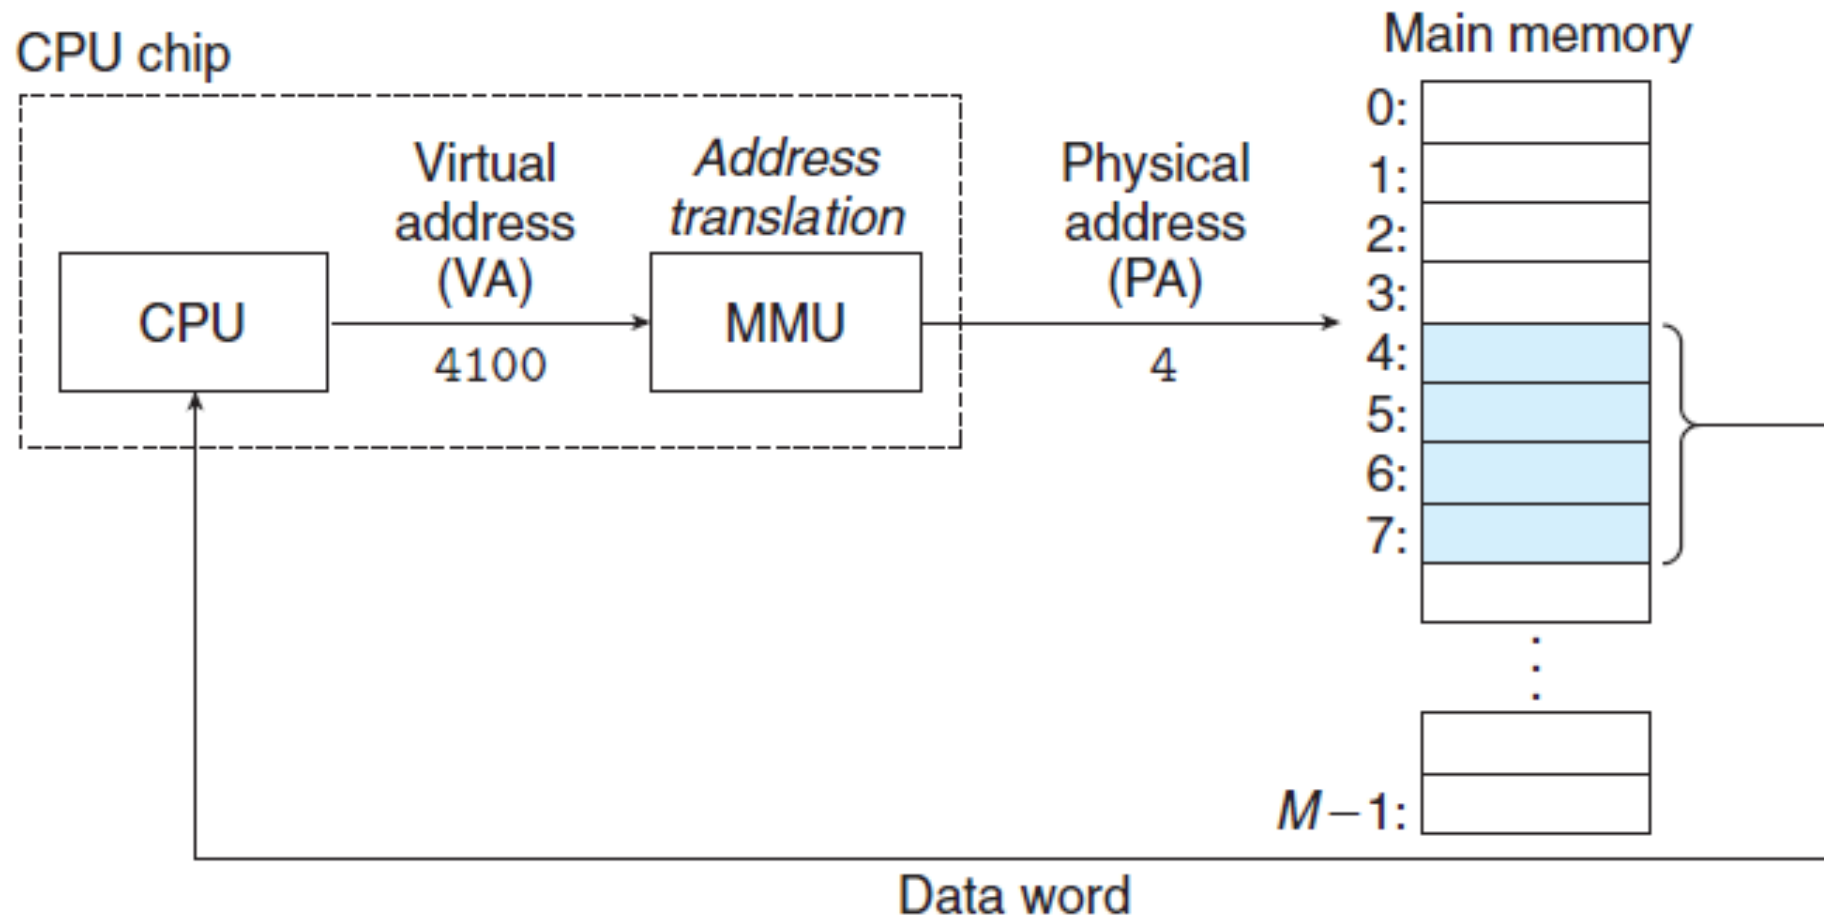 CPU chip
Main memory
Virtual
address
(VA)
Address
translation
Physical
address
(PA)
CPU
MMU
4100
4
0:
1:
2:
3:
4:
5:
6:
7:
M−1:
Data word